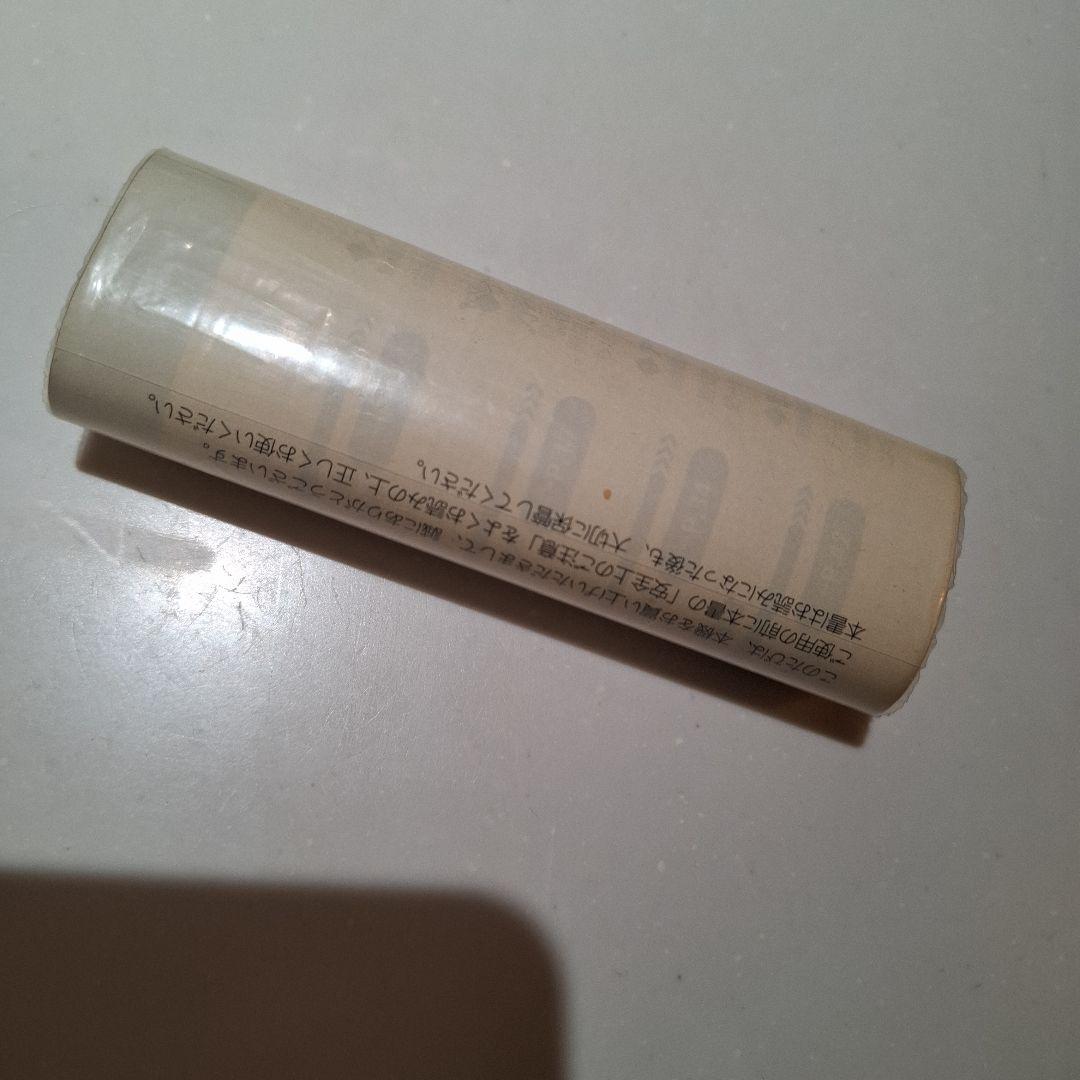 このたびは、本機をお買い上げいただきまして、誠にありがとうございます。
ご使用の前に本書の「安全上のご注意」をよくお読みの上、正しくお使いください。
本書はお読みになった後も、大切に保管してください。